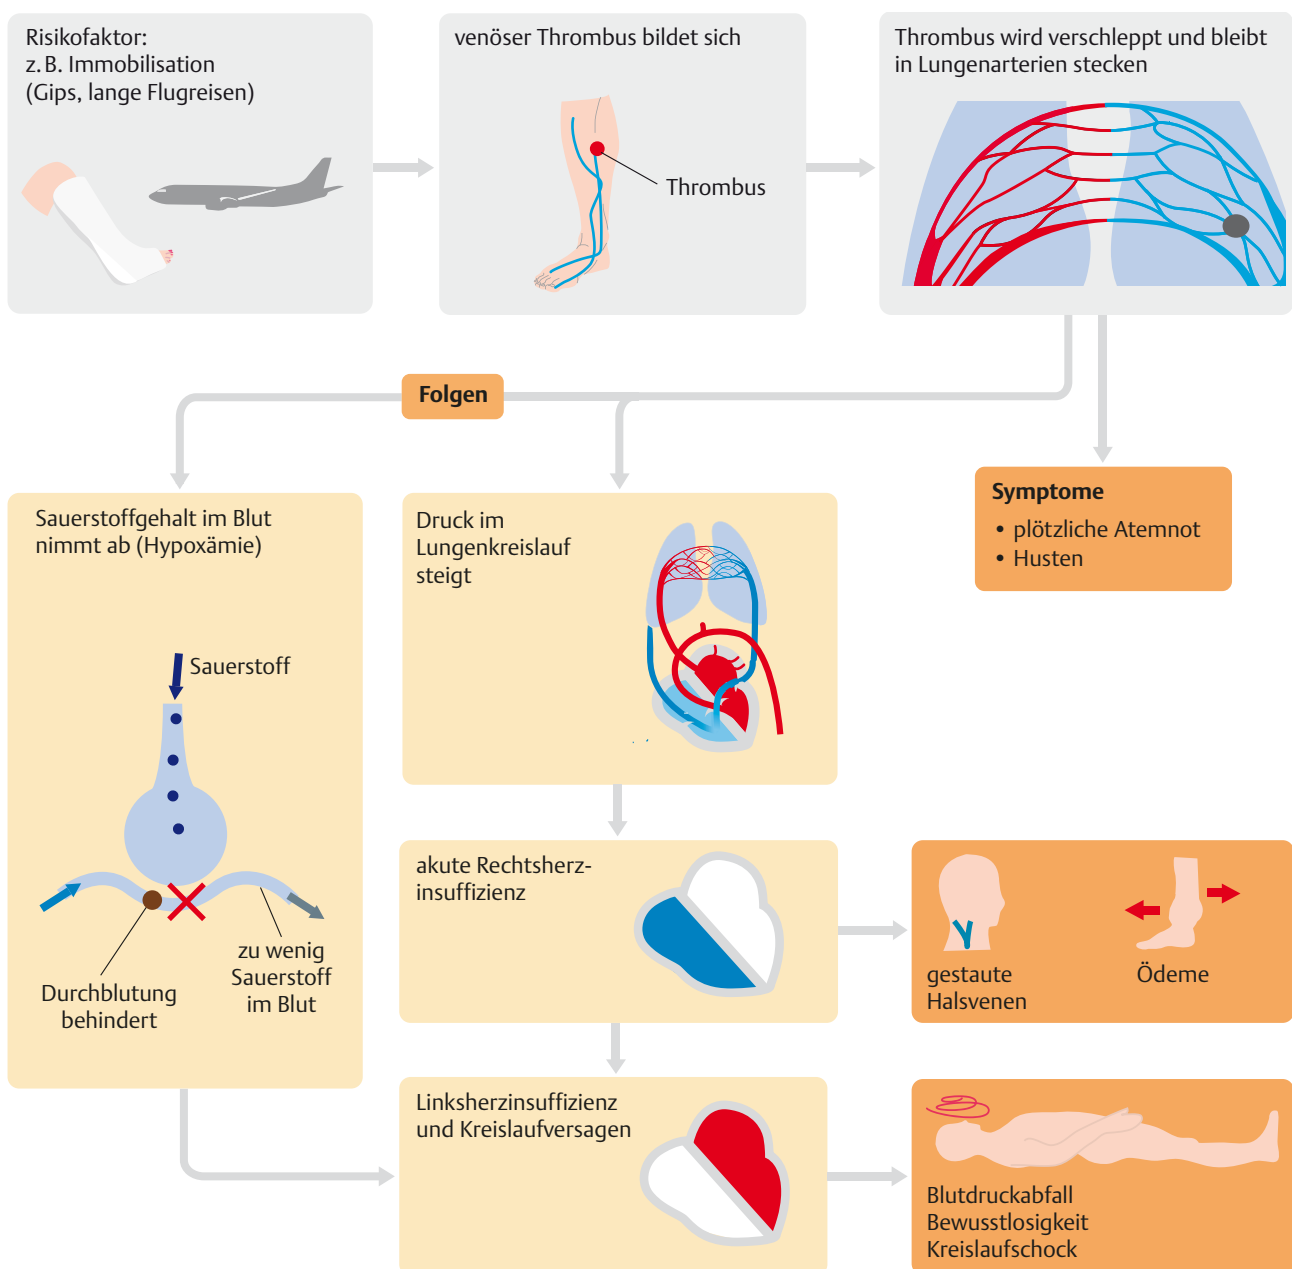 Risikofaktor:
z. B. Immobilisation
(Gips, lange Flugreisen)
venöser Thrombus bildet sich
Thrombus
Thrombus wird verschleppt und bleibt
in Lungenarterien stecken
Folgen
Symptome
• plötzliche Atemnot
• Husten
Sauerstoffgehalt im Blut
nimmt ab (Hypoxämie)
Sauerstoff
Durchblutung
behindert
zu wenig
Sauerstoff
im Blut
Druck im
Lungenkreislauf
steigt
akute Rechtsherz-
insuffizienz
gestaute
Halsvenen
Ödeme
Linksherzinsuffizienz
und Kreislaufversagen
Blutdruckabfall
Bewusstlosigkeit
Kreislaufschock